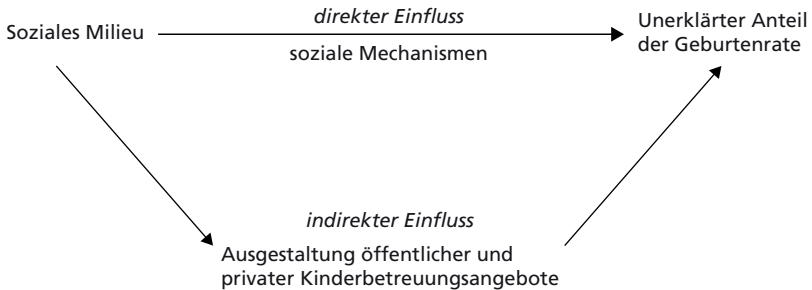 Soziales Milieu
direkter Einfluss
soziale Mechanismen
Unerklärter Anteil
der Geburtenrate
indirekter Einfluss
Ausgestaltung öffentlicher und
privater Kinderbetreuungsangebote